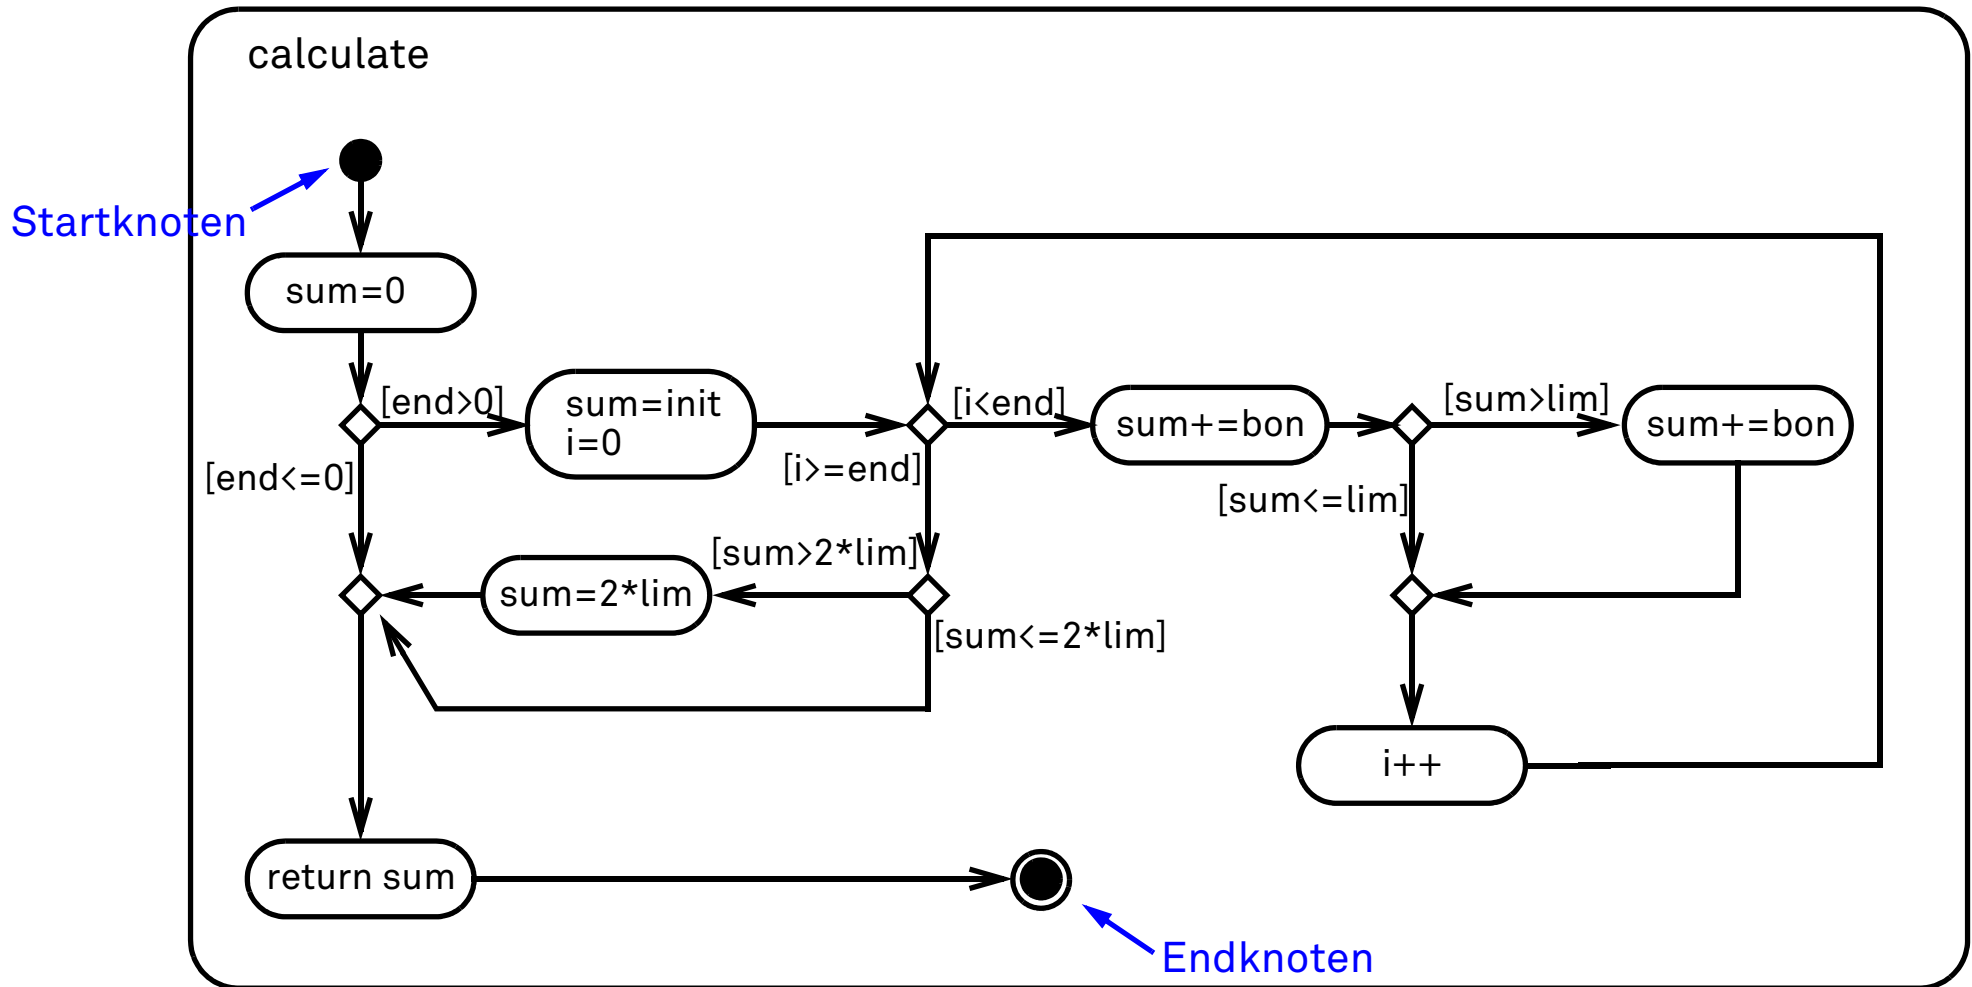 calculate
Startknoten
sum=0
[end>0]
sum=init
i=0
[i<end]
sum+=bon
[sum>lim]
sum+=bon
[end<=0]
[i>=end]
[sum<=lim]
[sum>2*lim]
sum=2*lim
[sum<=2*lim]
i++
return sum
Endknoten